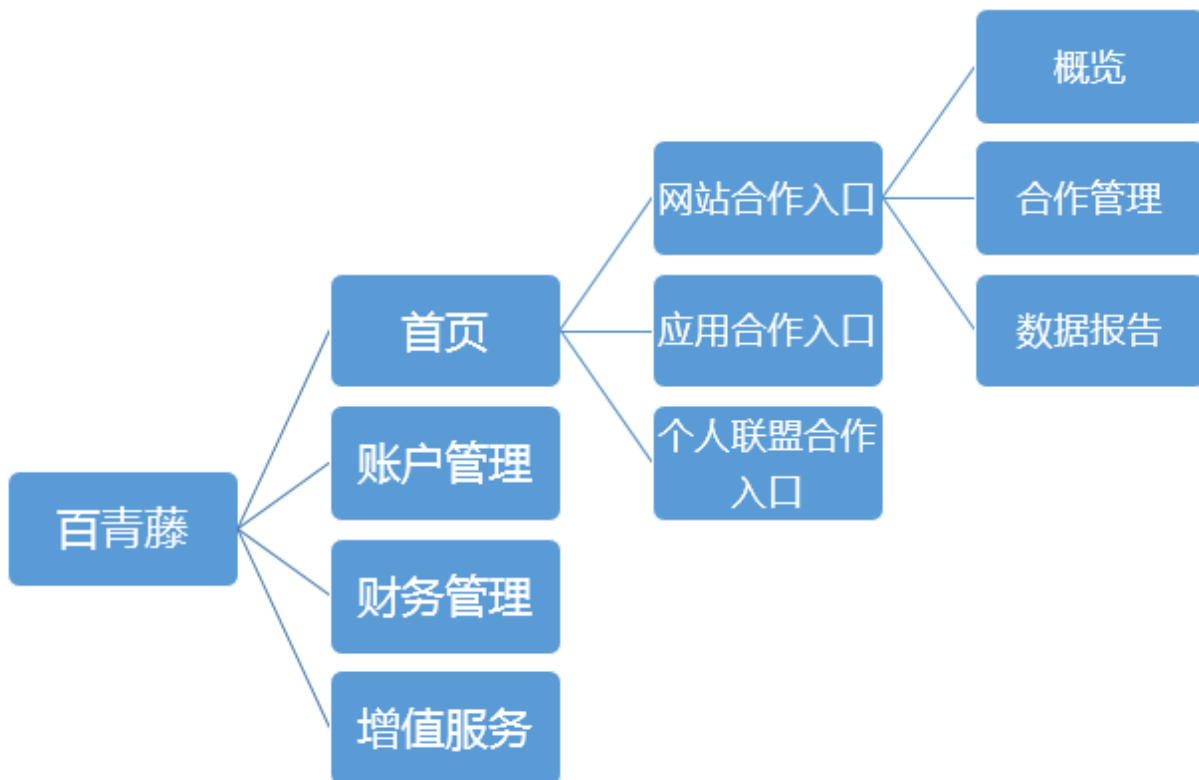 百青藤
首页
账户管理
财务管理
增值服务
网站合作入口
应用合作入口
个人联盟合作
入口
概览
合作管理
数据报告